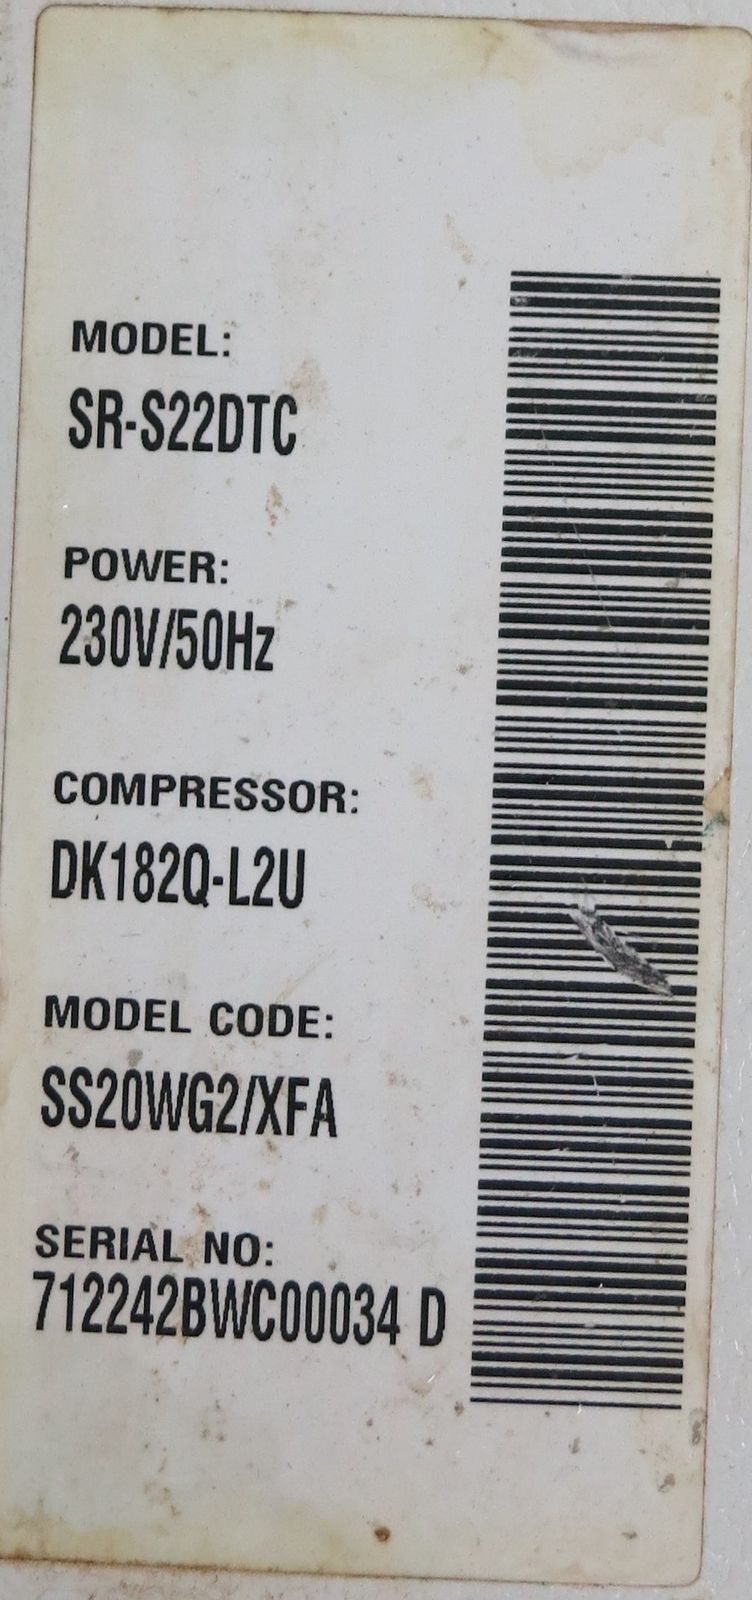 MODEL:
SR-S22DTC
POWER:
230V/50Hz
COMPRESSOR:
DK182Q-L2U
MODEL CODE:
SS20WG2/XFA
SERIAL NO:
712242BWC00034 D